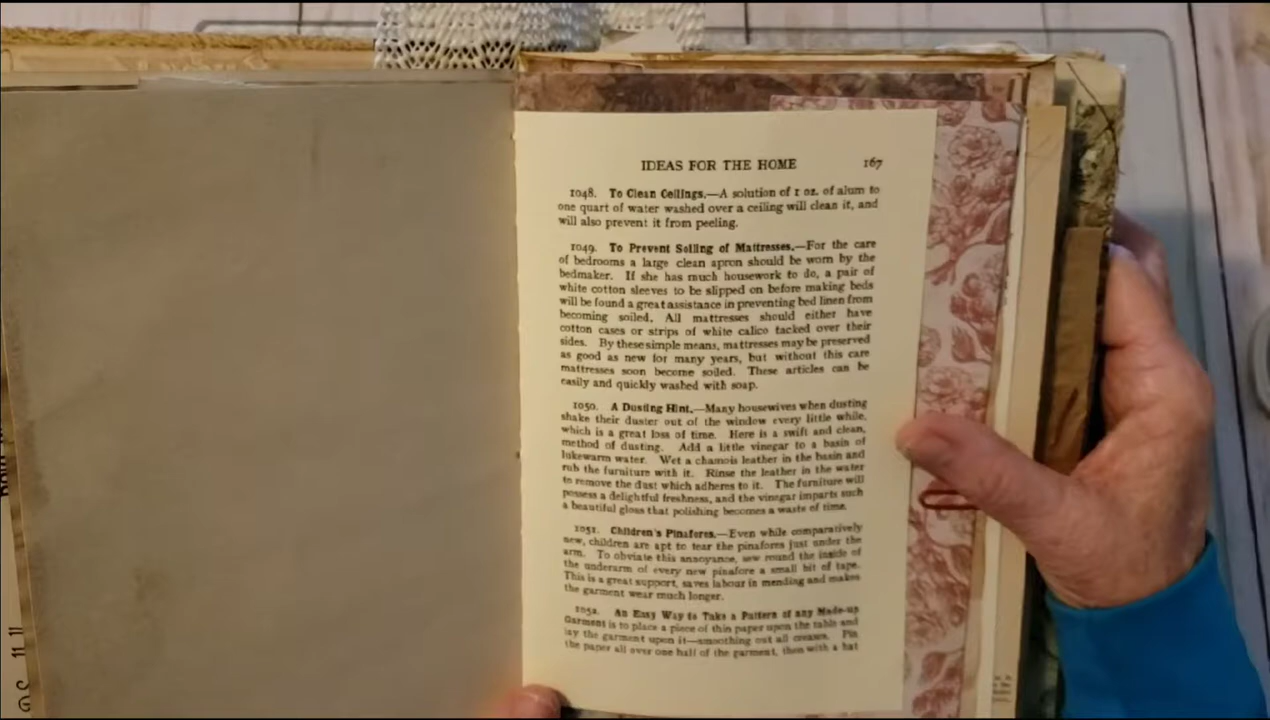 IDEAS FOR THE HOME 167
1048. To Clean Ceilings.—A solution of 1 oz. of alum to
one quart of water washed over a ceiling will clean it, and
will also prevent it from peeling.
1049. To Prevent Soiling of Mattresses.—For the care
of bedrooms a large clean apron should be worn by the
bedmaker. If she has much housework to do, a pair of
white cotton sleeves to be slipped on before making beds
will be found a great assistance in preventing bed linen from
becoming soiled. All mattresses should either have
cotton cases or strips of white calico tacked over their
sides. By these simple means, mattresses may be preserved
as good as new for many years, but without this care
mattresses soon become soiled. These articles can be
easily and quickly washed with soap.
1050. A Dusting Hint.—Many housewives when dusting
shake their duster out of the window every little while,
which is a great loss of time. Here is a swift and clean,
method of dusting. Add a little vinegar to a basin of
lukewarm water. Wet a chamois leather in the basin and
rub the furniture with it. Rinse the leather in the water
to remove the dust which adheres to it. The furniture will
possess a delightful freshness, and the vinegar imparts such
a beautiful gloss that polishing becomes a waste of time.
1051. Children's Pinafores.—Even while comparatively
new, children are apt to tear the pinafores just under the
arm. To obviate this annoyance, sew round the inside of
the underarm of every new pinafore a small bit of tape.
This is a great support, saves labour in mending and makes
the garment wear much longer.
1052. An Easy Way to Take a Pattern of any Made-up
Garment is to place a piece of thin paper upon the table and
lay the garment upon it—smoothing out all creases. Pin
the paper all over one half of the garment, then with a hat